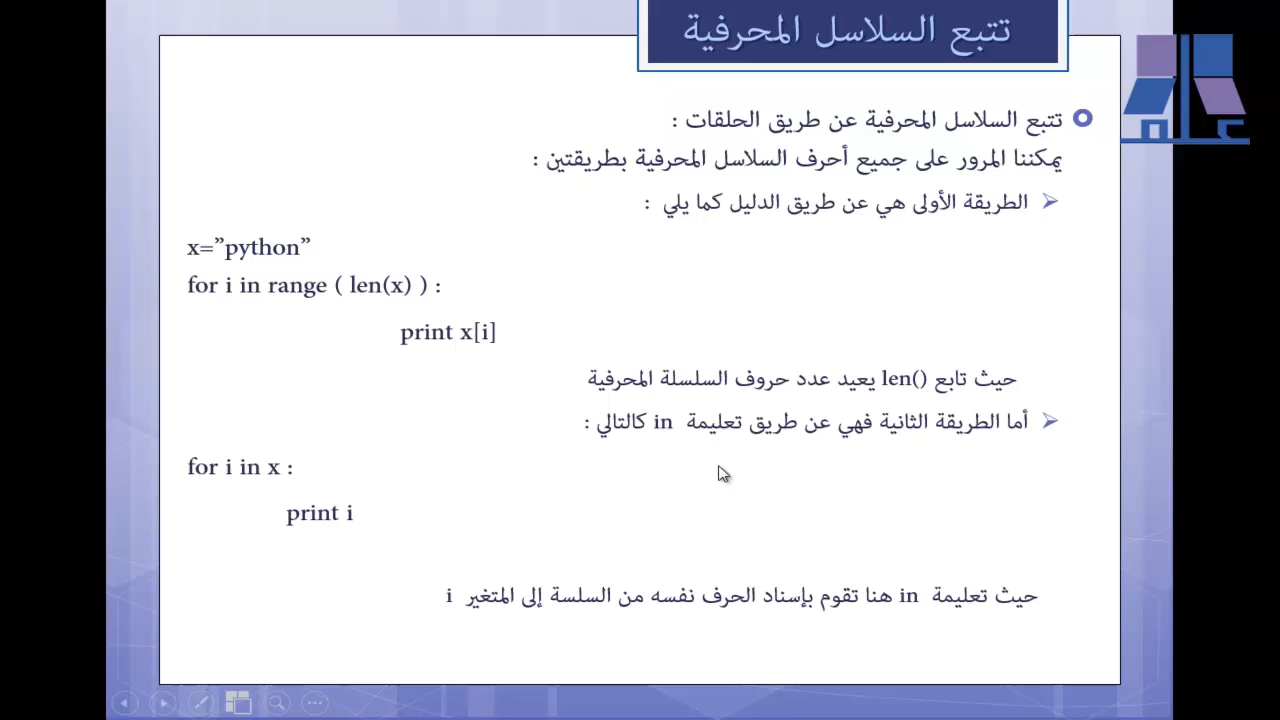 تتبع السلاسل المحرفية
علم
تتبع السلاسل المحرفية عن طريق الحلقات :
يمكننا المرور على جميع أحرف السلاسل المحرفية بطريقتين :
الطريقة الأولى هي عن طريق الدليل كما يلي :
x=”python”
for i in range ( len(x) ) :
print x[i]
حيث تابع len() يعيد عدد حروف السلسلة المحرفية
أما الطريقة الثانية فهي عن طريق تعليمة in كالتالي :
for i in x :
print i
حيث تعليمة in هنا تقوم بإسناد الحرف نفسه من السلسة إلى المتغير i